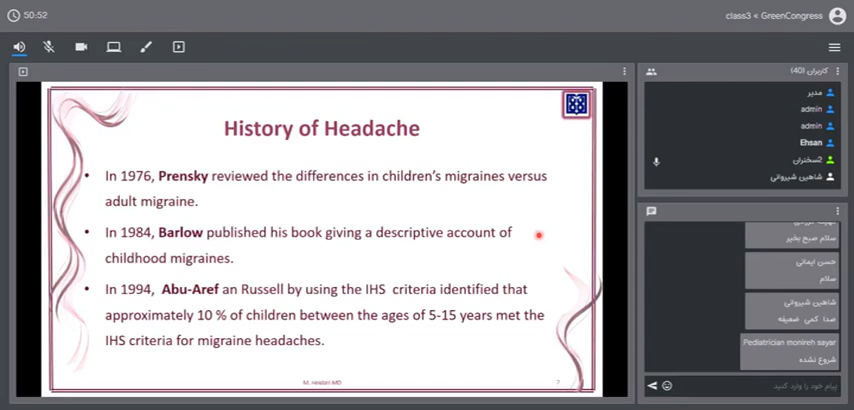 50:52
class3 < GreenCongress
History of Headache
• In 1976, Prensky reviewed the differences in children's migraines versus
adult migraine.
• In 1984, Barlow published his book giving a descriptive account of
childhood migraines.
• In 1994, Abu-Aref an Russell by using the IHS criteria identified that
approximately 10 % of children between the ages of 5-15 years met the
IHS criteria for migraine headaches.
7
کاربران (40)
مدیر
admin
admin
Ehsan
سخنران2
شاهین شیروانی
سلام صبح بخیر
حسن ایمانی
سلام
شاهین شیروانی
صدا کمی ضعیفه
Pediatrician monireh sayar
شروع نشده
پیام خود را وارد کنید